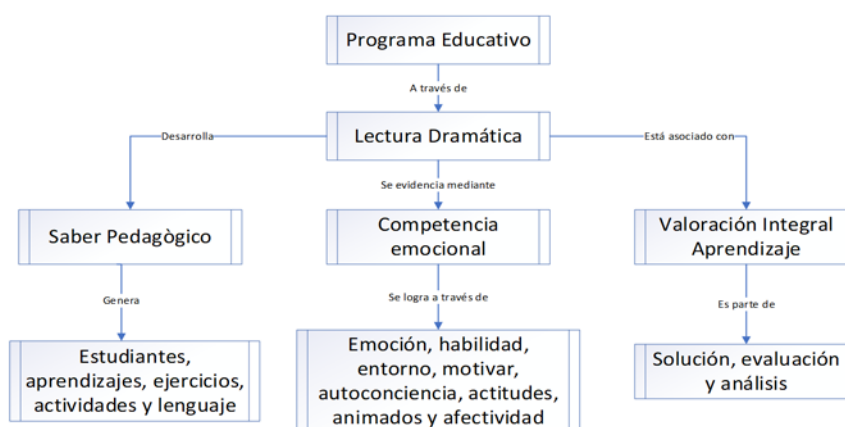 Programa Educativo
A través de
Lectura Dramática
Desarrolla
Se evidencia mediante
Está asociado con
Saber Pedagògico
Competencia
emocional
Valoración Integral
Aprendizaje
Genera
Se logra a través de
Es parte de
Estudiantes,
aprendizajes, ejercicios,
actividades y lenguaje
Emoción, habilidad,
entorno, motivar,
autoconciencia, actitudes,
animados y afectividad
Solución, evaluación
y análisis